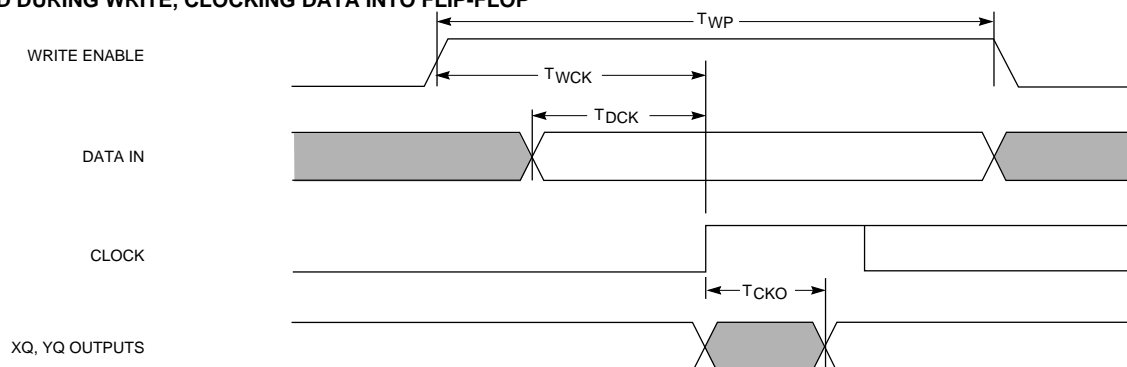 DURING WRITE, CLOCKING DATA INTO FLIP-FLOP
TWP
WRITE ENABLE
TWCK
TDCK
DATA IN
CLOCK
TCKO
XQ, YQ OUTPUTS